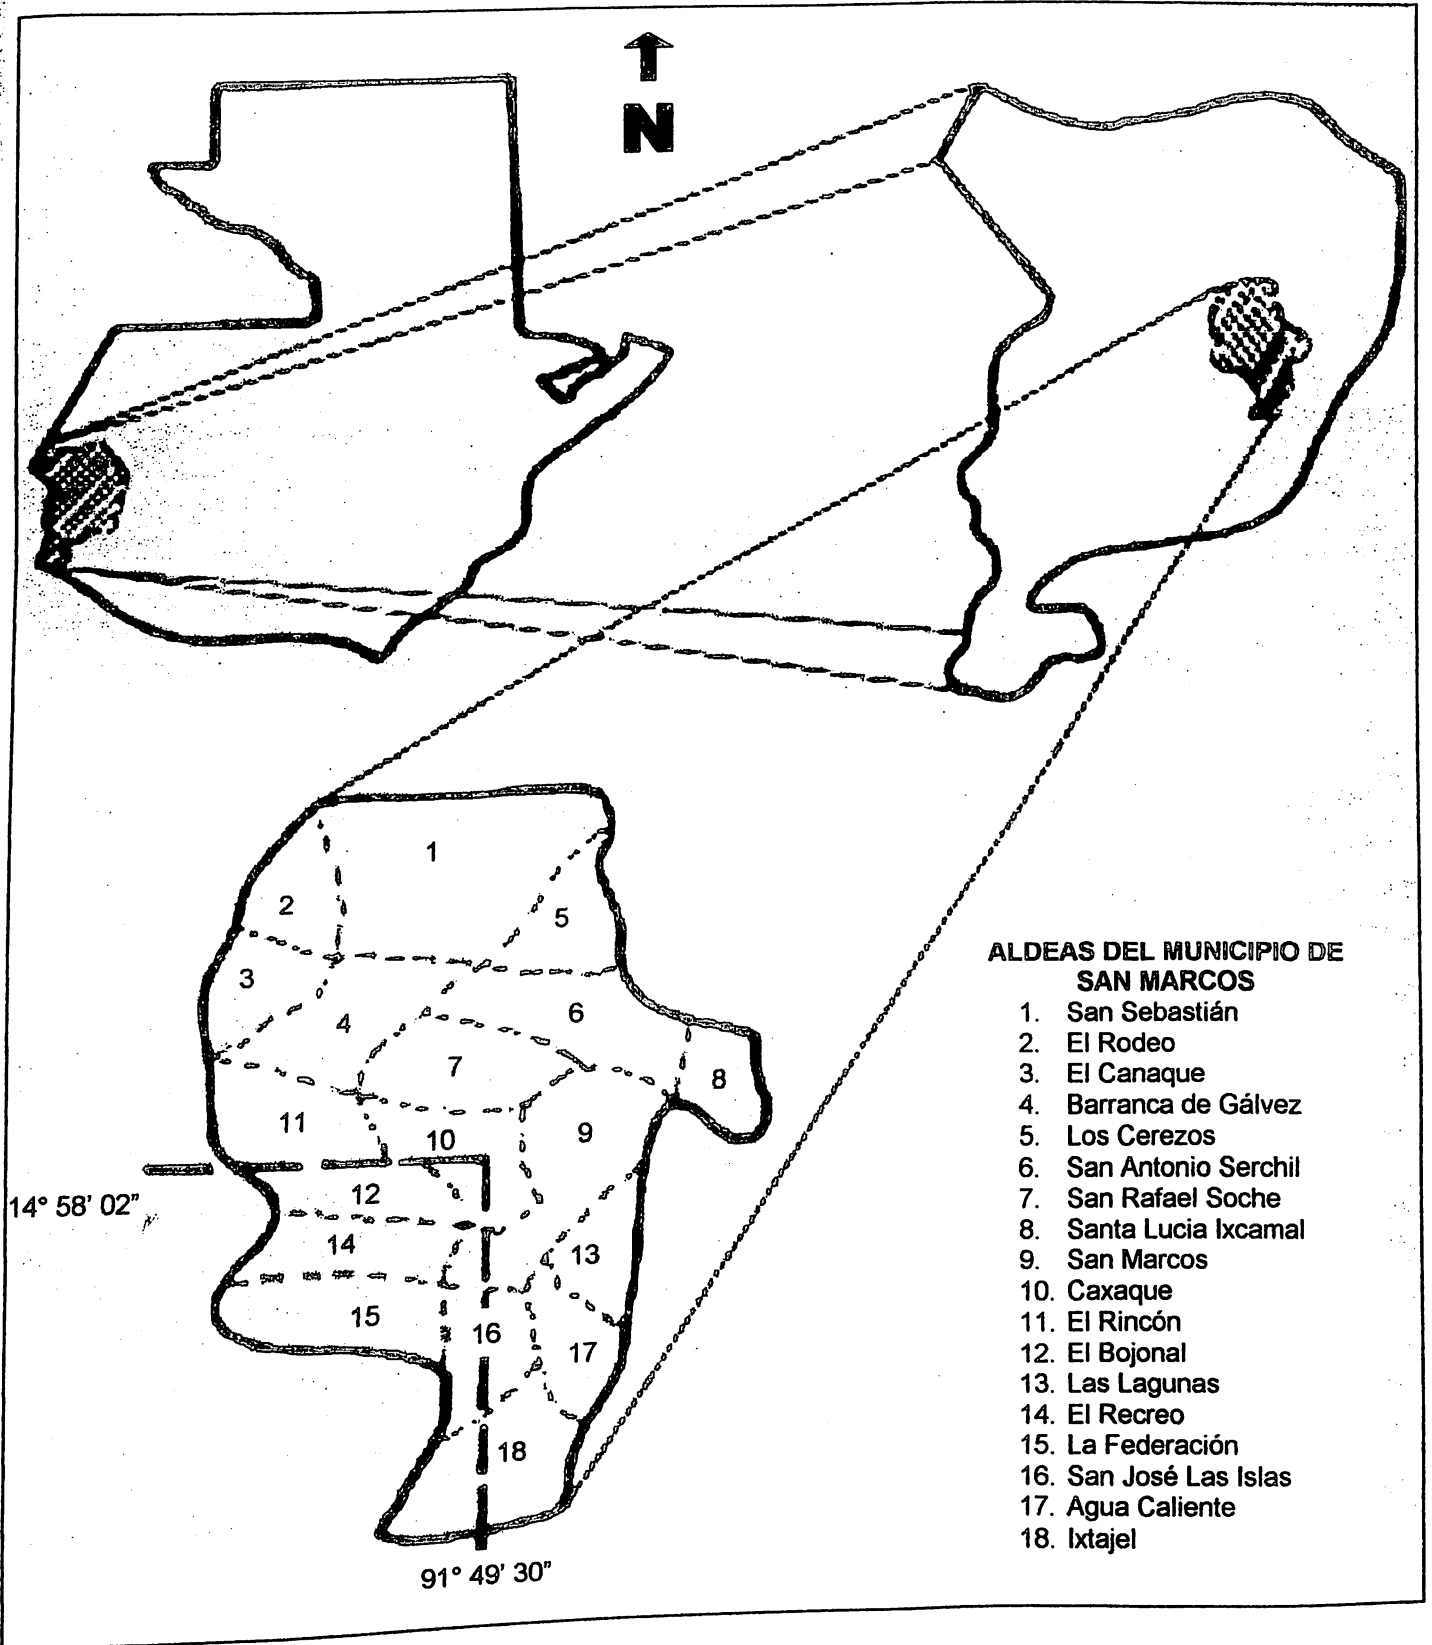 N
1
2
5
3
6
4
7
8
11
10
9
12
14° 58' 02”
14
13
15
16
17
18
91° 49' 30”
ALDEAS DEL MUNICIPIO DE
SAN MARCOS
1. San Sebastián
2. El Rodeo
3. El Canaque
4. Barranca de Gálvez
5. Los Cerezos
6. San Antonio Serchil
7. San Rafael Soche
8. Santa Lucia Ixcamal
9. San Marcos
10. Caxaque
11. El Rincón
12. El Bojonal
13. Las Lagunas
14. El Recreo
15. La Federación
16. San José Las Islas
17. Agua Caliente
18. Ixtajel